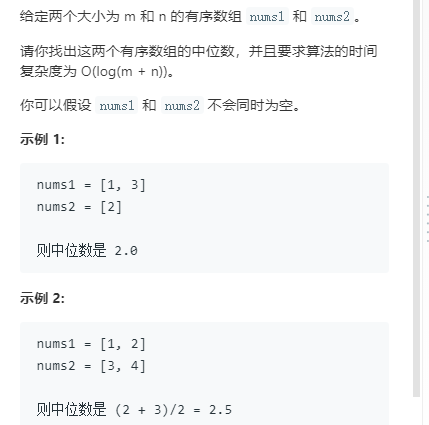 给定两个大小为 m 和 n 的有序数组 nums1 和 nums2。
请你找出这两个有序数组的中位数，并且要求算法的时间
复杂度为 O(log(m + n))。
你可以假设 nums1 和 nums2 不会同时为空。
示例 1:
nums1 = [1, 3]
nums2 = [2]
则中位数是 2.0
示例 2:
nums1 = [1, 2]
nums2 = [3, 4]
则中位数是 (2 + 3)/2 = 2.5